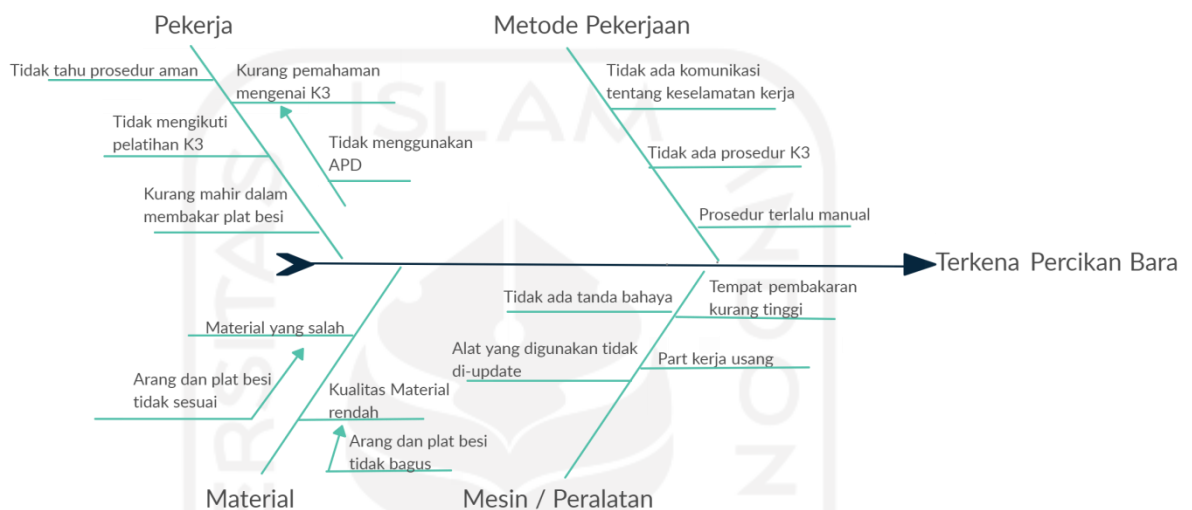 Pekerja
Metode Pekerjaan
Tidak tahu prosedur aman
Kurang pemahaman
mengenai K3
Tidak mengikuti
pelatihan K3
Tidak menggunakan
APD
Kurang mahir dalam
membakar plat besi
Tidak ada komunikasi
tentang keselamatan kerja
Tidak ada prosedur K3
Prosedur terlalu manual
Terkena Percikan Bara
Material yang salah
Arang dan plat besi
tidak sesuai
Kualitas Material
rendah
Arang dan plat besi
tidak bagus
Tidak ada tanda bahaya
Tempat pembakaran
kurang tinggi
Alat yang digunakan tidak
di-update
Part kerja usang
Material
Mesin / Peralatan
ISLAM